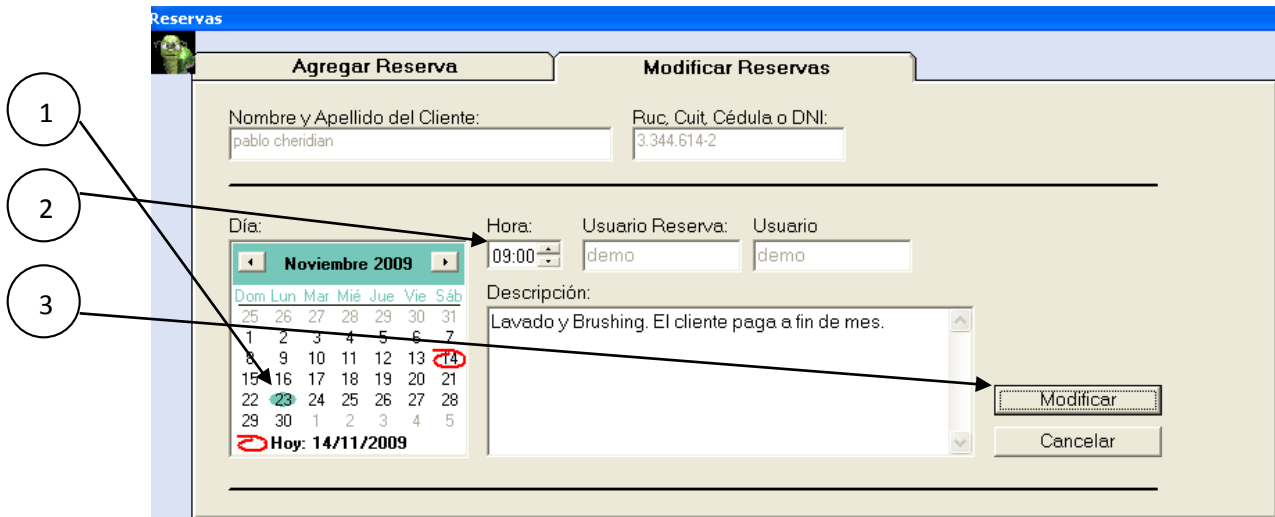 Reservas
Agregar Reserva Modificar Reservas
1
Nombre y Apellido del Cliente: Ruc, Cuit, Cédula o DNI:
pablo cheridian 3.344.614-2
2
Día: Hora: Usuario Reserva: Usuario
Noviembre 2009 09:00 demo demo
3
Descripción:
Dom Lun Mar Mié Jue Vie Sáb
25 26 27 28 29 30 31
Lavado y Brushing. El cliente paga a fin de mes.
1 2 3 4 5 6 7
8 9 10 11 12 13 14
15 16 17 18 19 20 21
22 23 24 25 26 27 28
Modificar
29 30 1 2 3 4 5
Hoy: 14/11/2009
Cancelar